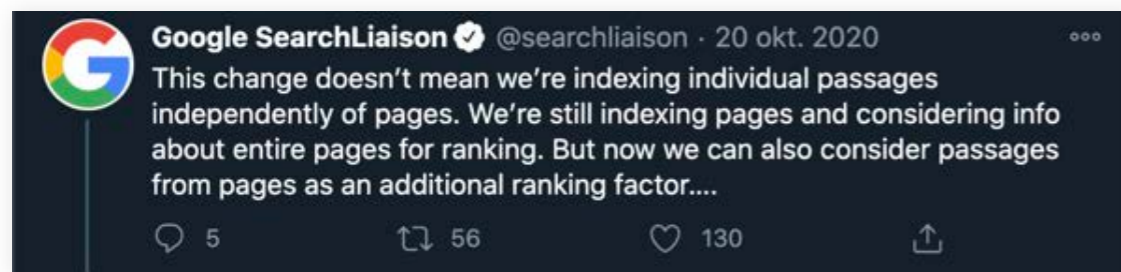 Google SearchLiaison @searchliaison · 20 okt. 2020
This change doesn’t mean we’re indexing individual passages
independently of pages. We’re still indexing pages and considering info
about entire pages for ranking. But now we can also consider passages
from pages as an additional ranking factor....
5 56 130